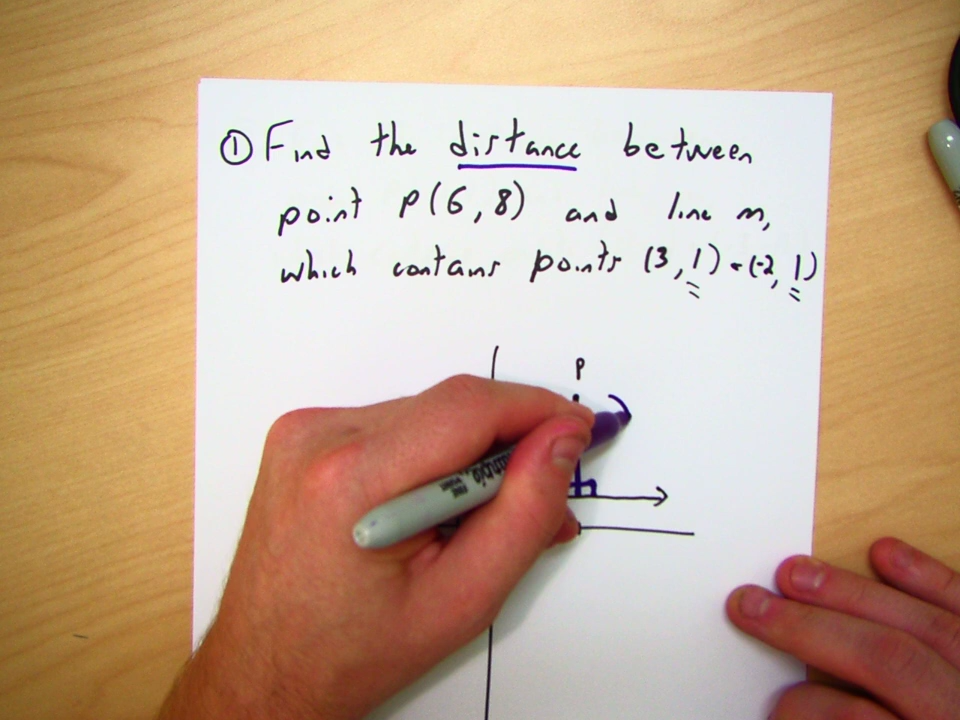 ① Find the distance between
point P(6,8) and line m,
which contains points (3,1) - (-2,1)
P